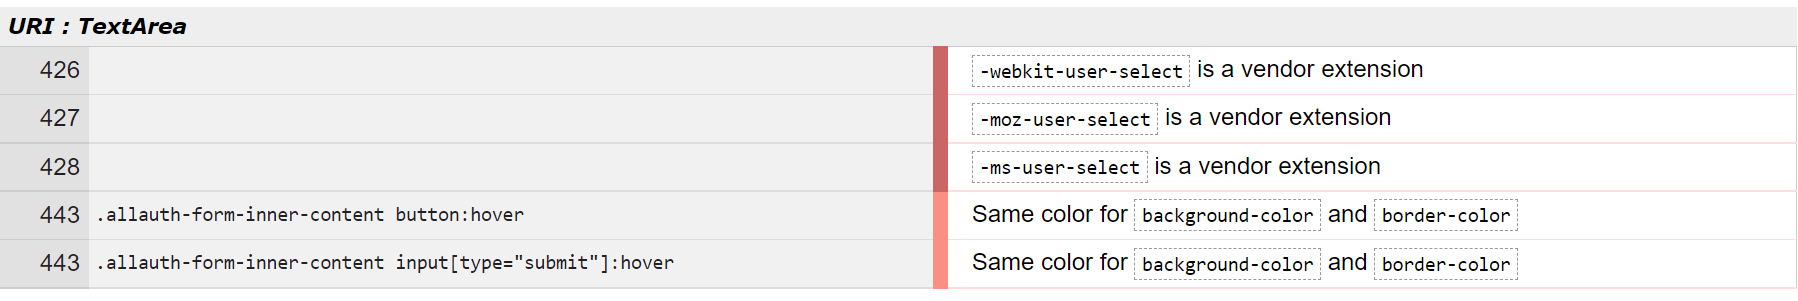 URI : TextArea
426 -webkit-user-select is a vendor extension
427 -moz-user-select is a vendor extension
428 -ms-user-select is a vendor extension
443 .allauth-form-inner-content button:hover Same color for background-color and border-color
443 .allauth-form-inner-content input[type="submit"]:hover Same color for background-color and border-color